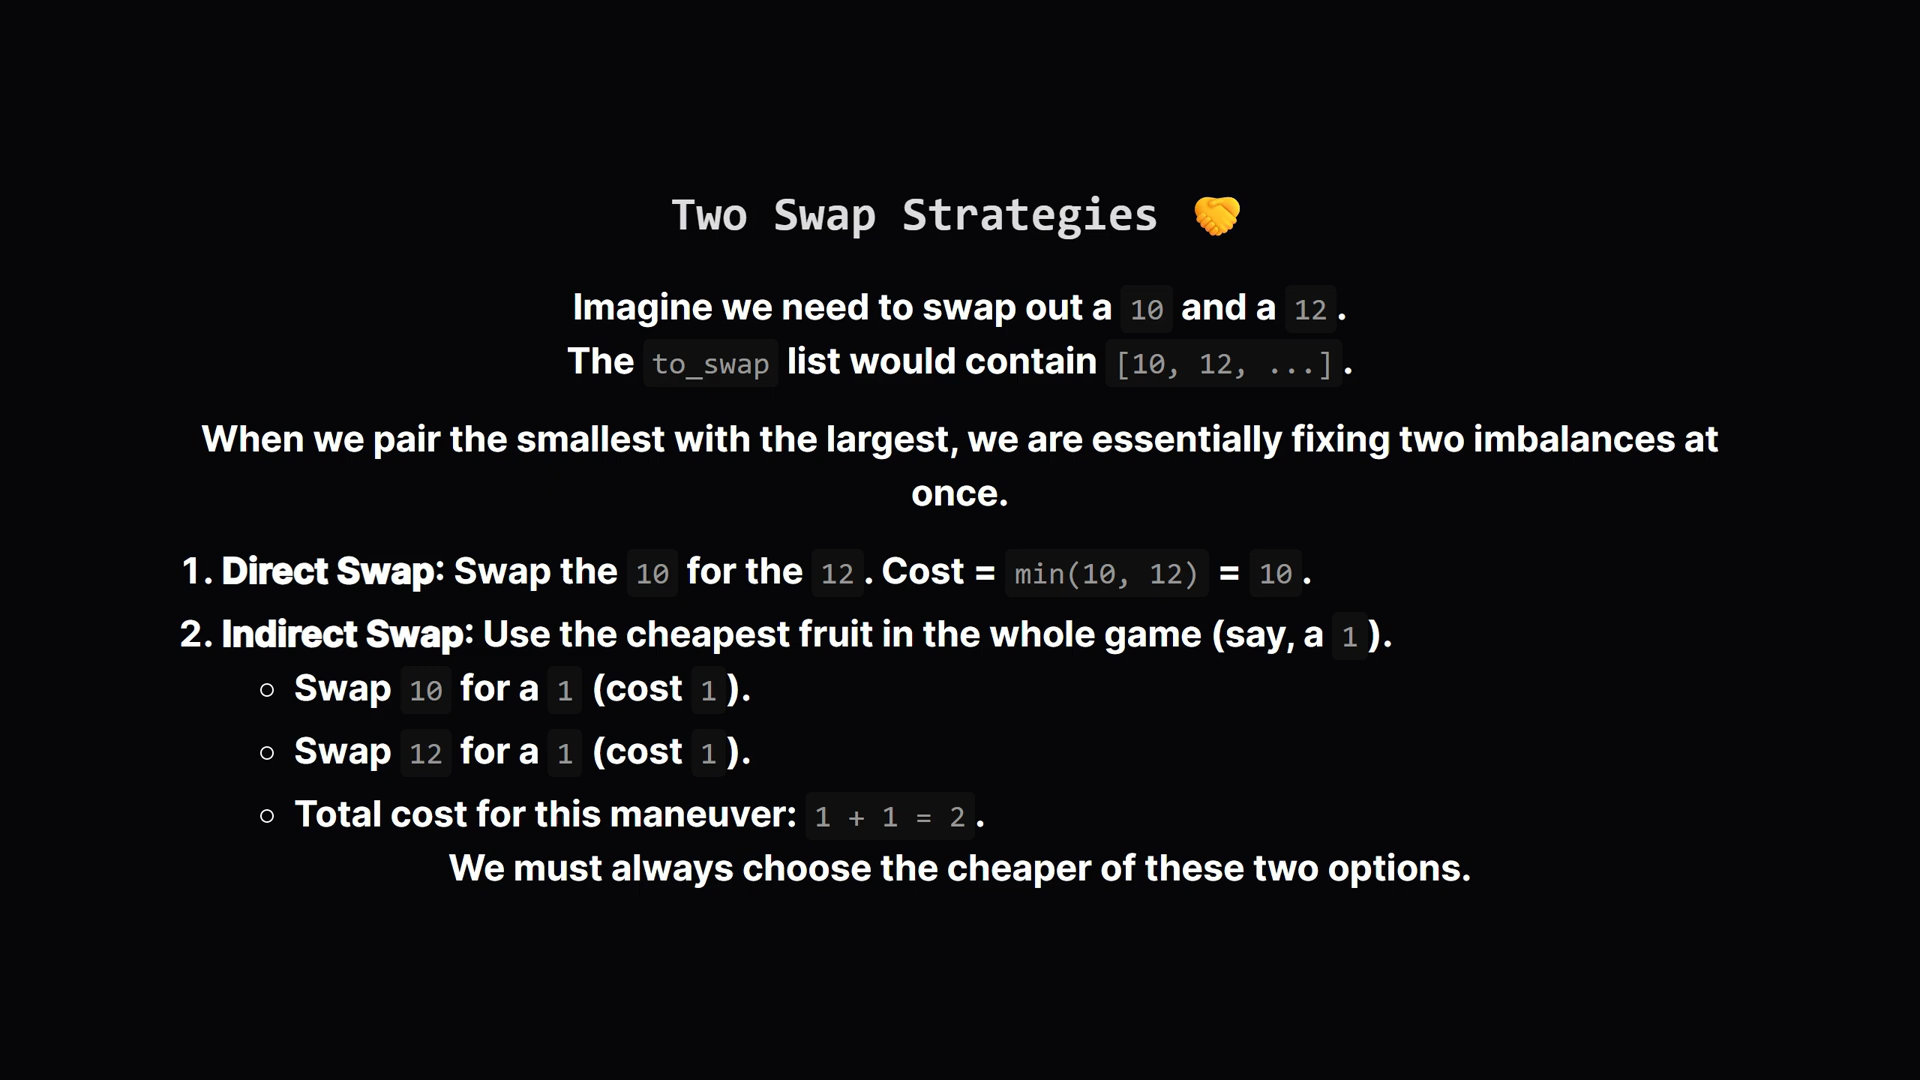 Two Swap Strategies 🤝
Imagine we need to swap out a 10 and a 12.
The to_swap list would contain [10, 12, ...].
When we pair the smallest with the largest, we are essentially fixing two imbalances at
once.
1. Direct Swap: Swap the 10 for the 12. Cost = min(10, 12) = 10.
2. Indirect Swap: Use the cheapest fruit in the whole game (say, a 1).
○ Swap 10 for a 1 (cost 1).
○ Swap 12 for a 1 (cost 1).
○ Total cost for this maneuver: 1 + 1 = 2.
We must always choose the cheaper of these two options.